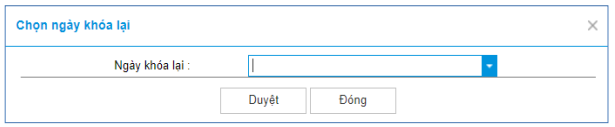 Chọn ngày khóa lại
Ngày khóa lại :
Duyệt Đóng